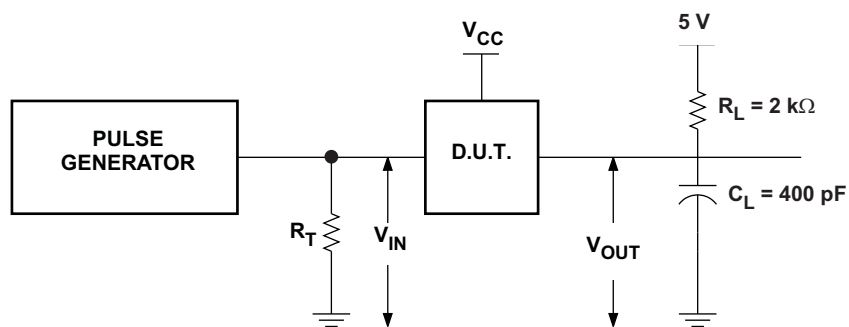 V_CC
5 V
R_L = 2 kΩ
PULSE
GENERATOR
D.U.T.
C_L = 400 pF
R_T
V_IN
V_OUT